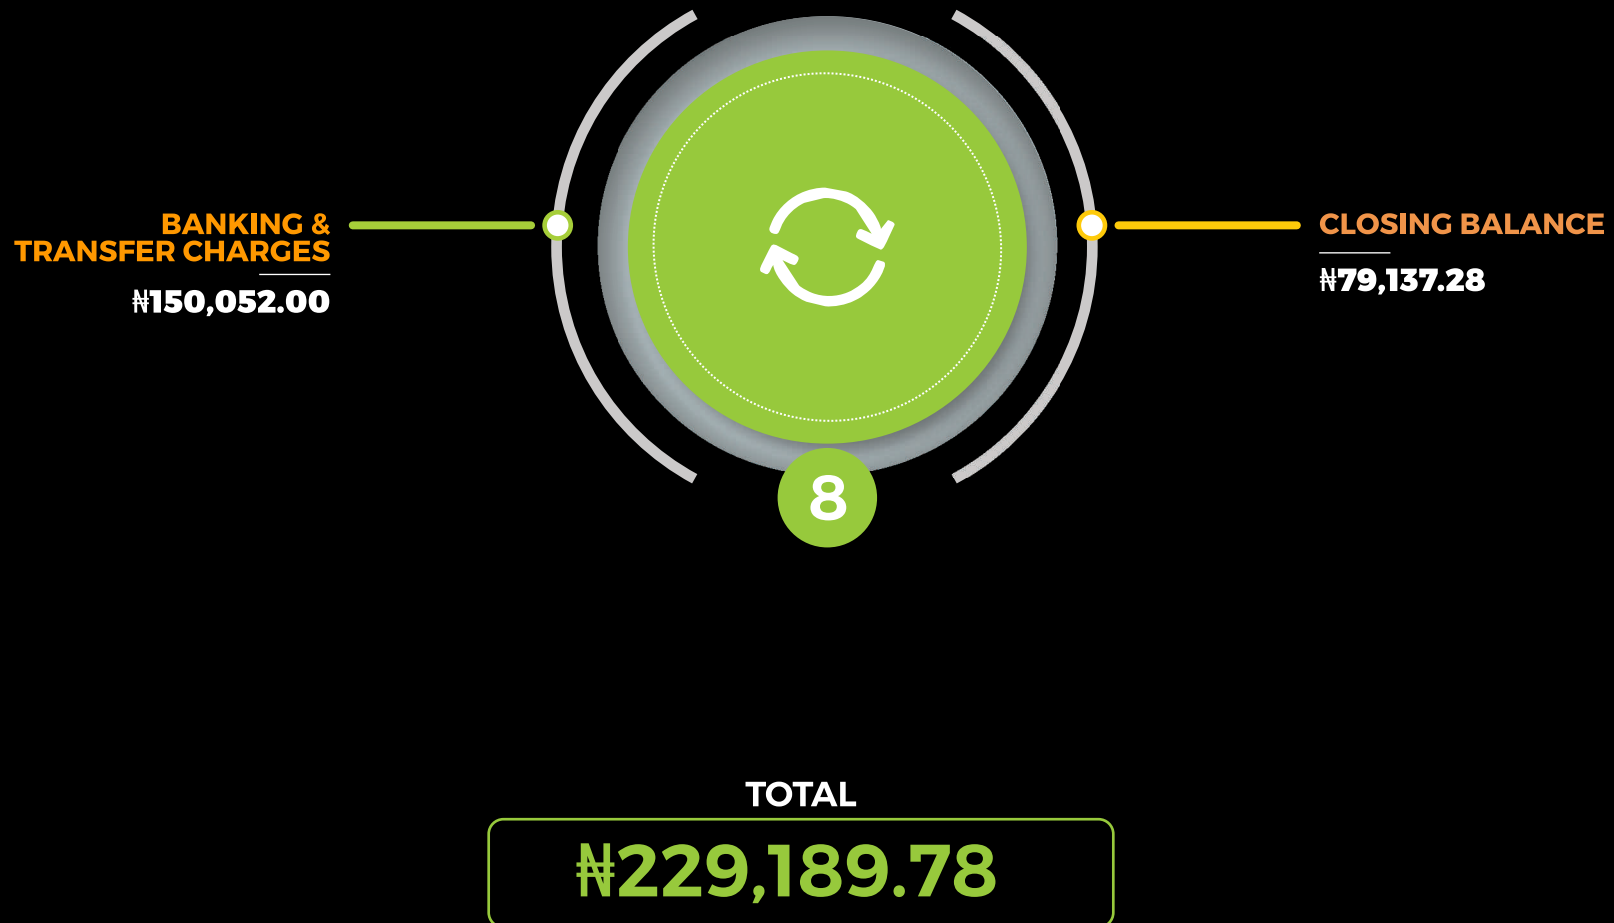 BANKING &
TRANSFER CHARGES
₦150,052.00
CLOSING BALANCE
₦79,137.28
8
TOTAL
₦229,189.78